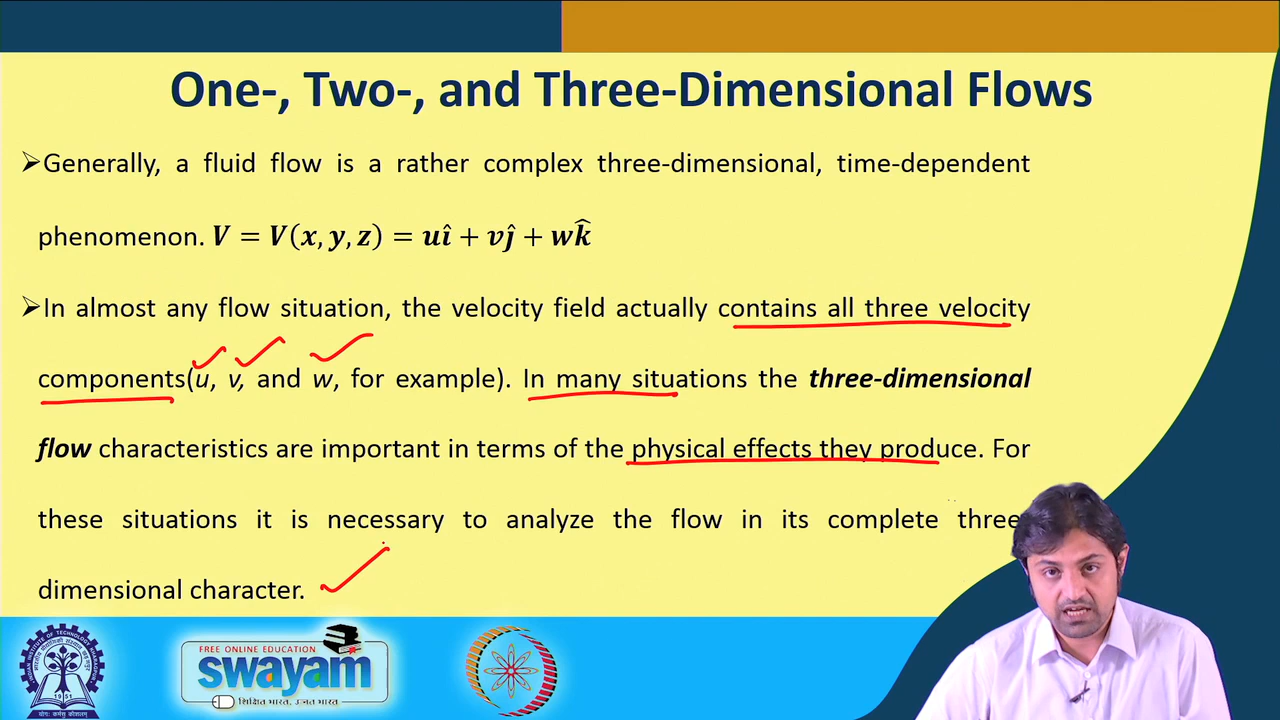 One-, Two-, and Three-Dimensional Flows
➢Generally, a fluid flow is a rather complex three-dimensional, time-dependent
phenomenon. V = V(x, y, z) = uî + vĵ + wk̂
➢In almost any flow situation, the velocity field actually contains all three velocity
components(u, v, and w, for example). In many situations the three-dimensional
flow characteristics are important in terms of the physical effects they produce. For
these situations it is necessary to analyze the flow in its complete three
dimensional character.
FREE ONLINE EDUCATION
swayam
शिक्षित भारत, उन्नत भारत
1951
योगः कर्मसु कौशलम्